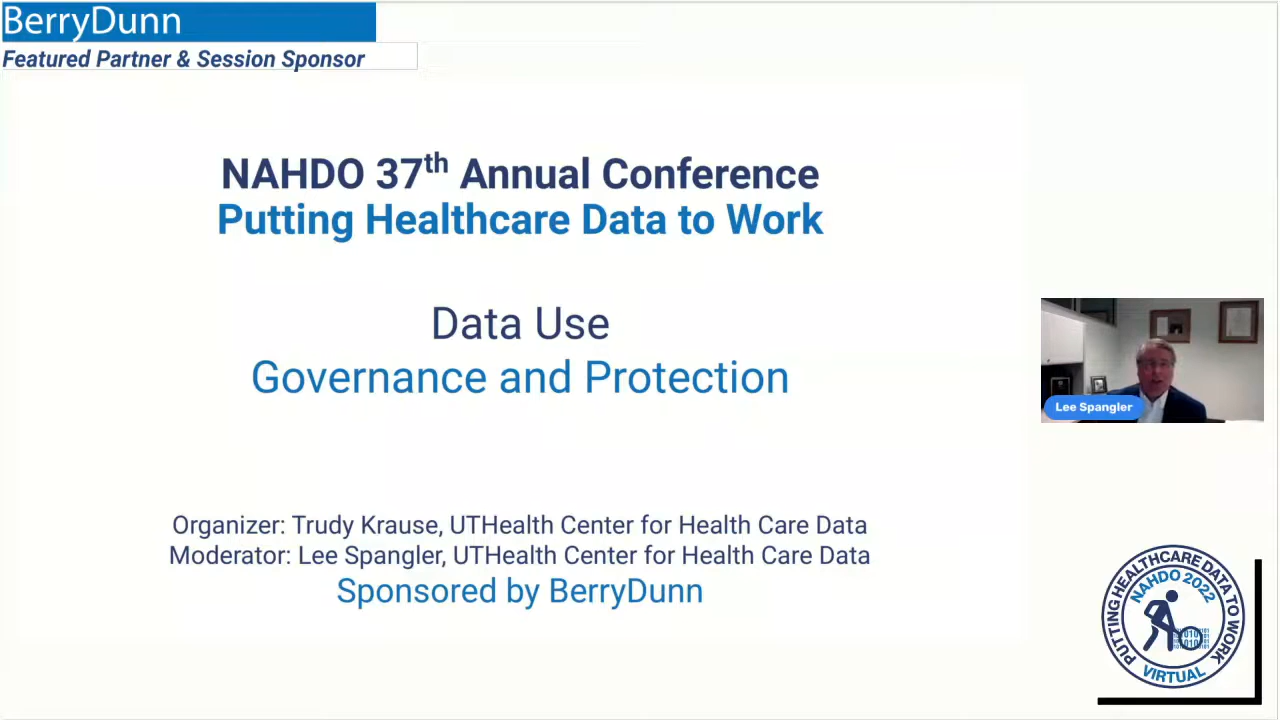 BerryDunn
Featured Partner & Session Sponsor
NAHDO 37th Annual Conference
Putting Healthcare Data to Work
Data Use
Governance and Protection
Lee Spangler
Organizer: Trudy Krause, UTHealth Center for Health Care Data
Moderator: Lee Spangler, UTHealth Center for Health Care Data
Sponsored by BerryDunn
PUTTING HEALTHCARE DATA TO WORK
NAHDO 2022
VIRTUAL